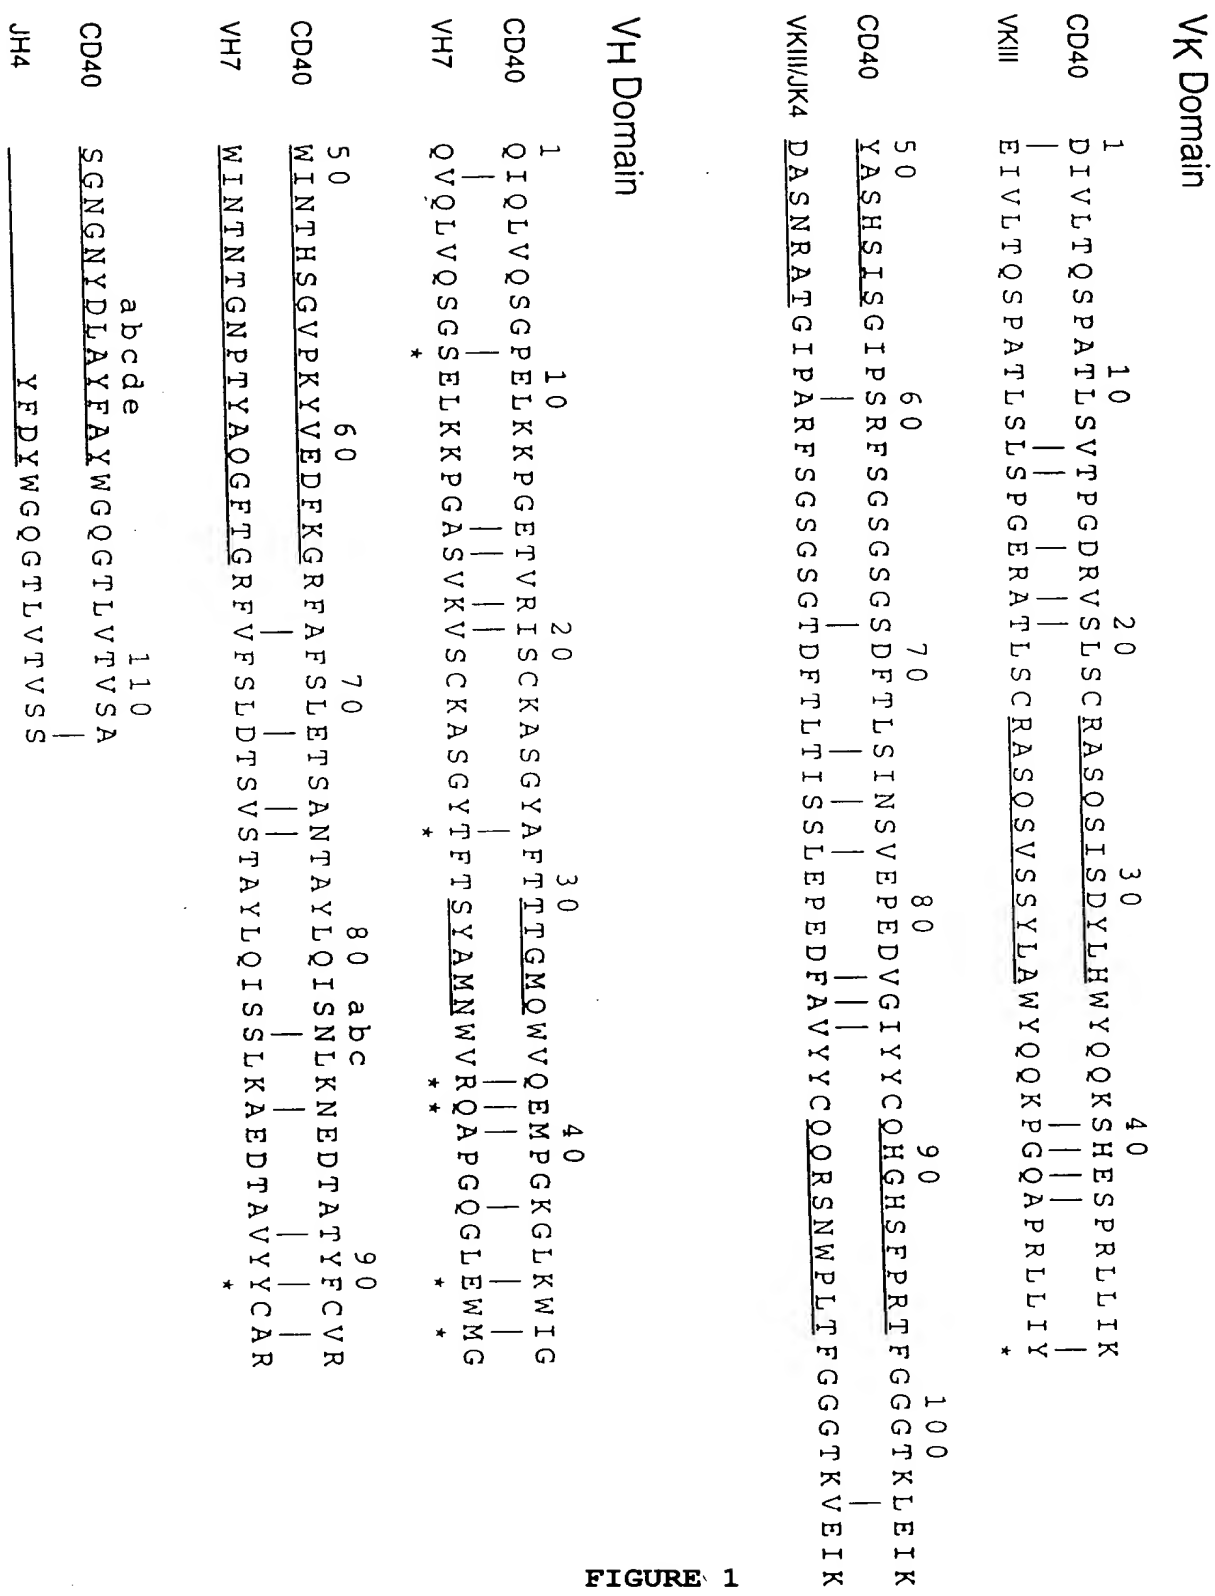 VK Domain
1 10 20 30 40
CD40 D I V L T Q S P A T L S V T P G D R V S L S C R A S Q S I S D Y L H W Y Q Q K S H E S P R L L I K
VKIII E I V L T Q S P A T L S L S P G E R A T L S C R A S Q S V S S Y L A W Y Q Q K P G Q A P R L L I Y
*
50 60 70 80 90 100
CD40 Y A S H S I S G I P S R F S G S G S G S D F T L S I N S V E P E D V G I Y Y C Q H G H S F P R T F G G G T K L E I K
VKIII/JK4 D A S N R A T G I P A R F S G S G S G T D F T L T I S S L E P E D F A V Y Y C Q Q R S N W P L T F G G G T K V E I K
VH Domain
1 10 20 30 40
CD40 Q I Q L V Q S G P E L K K P G E T V R I S C K A S G Y A F T T T G M Q W V Q E M P G K G L K W I G
VH7 Q V Q L V Q S G S E L K K P G A S V K V S C K A S G Y T F T S Y A M N W V R Q A P G Q G L E W M G
* * * * * *
50 60 70 80 a b c 90
CD40 W I N T H S G V P K Y V E D F K G R F A F S L E T S A N T A Y L Q I S N L K N E D T A T Y F C V R
VH7 W I N T N T G N P T Y A Q G F T G R F V F S L D T S V S T A Y L Q I S S L K A E D T A V Y Y C A R
*
a b c d e 110
CD40 S G N G N Y D L A Y F A Y W G Q G T L V T V S A
JH4 Y F D Y W G Q G T L V T V S S
FIGURE 1